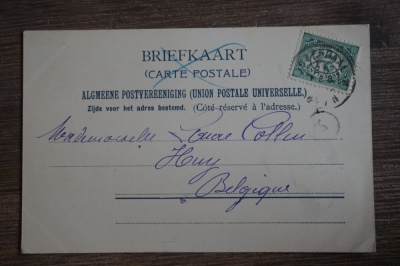 BRIEFKAART
(CARTE POSTALE)
ALGMEENE POSTVEREENIGING (UNION POSTALE UNIVERSELLE.)
Zijde voor het adres bestemd. (Côté réservé à l'adresse.)
Mademoiselle Laure Collin
Huy
Belgique